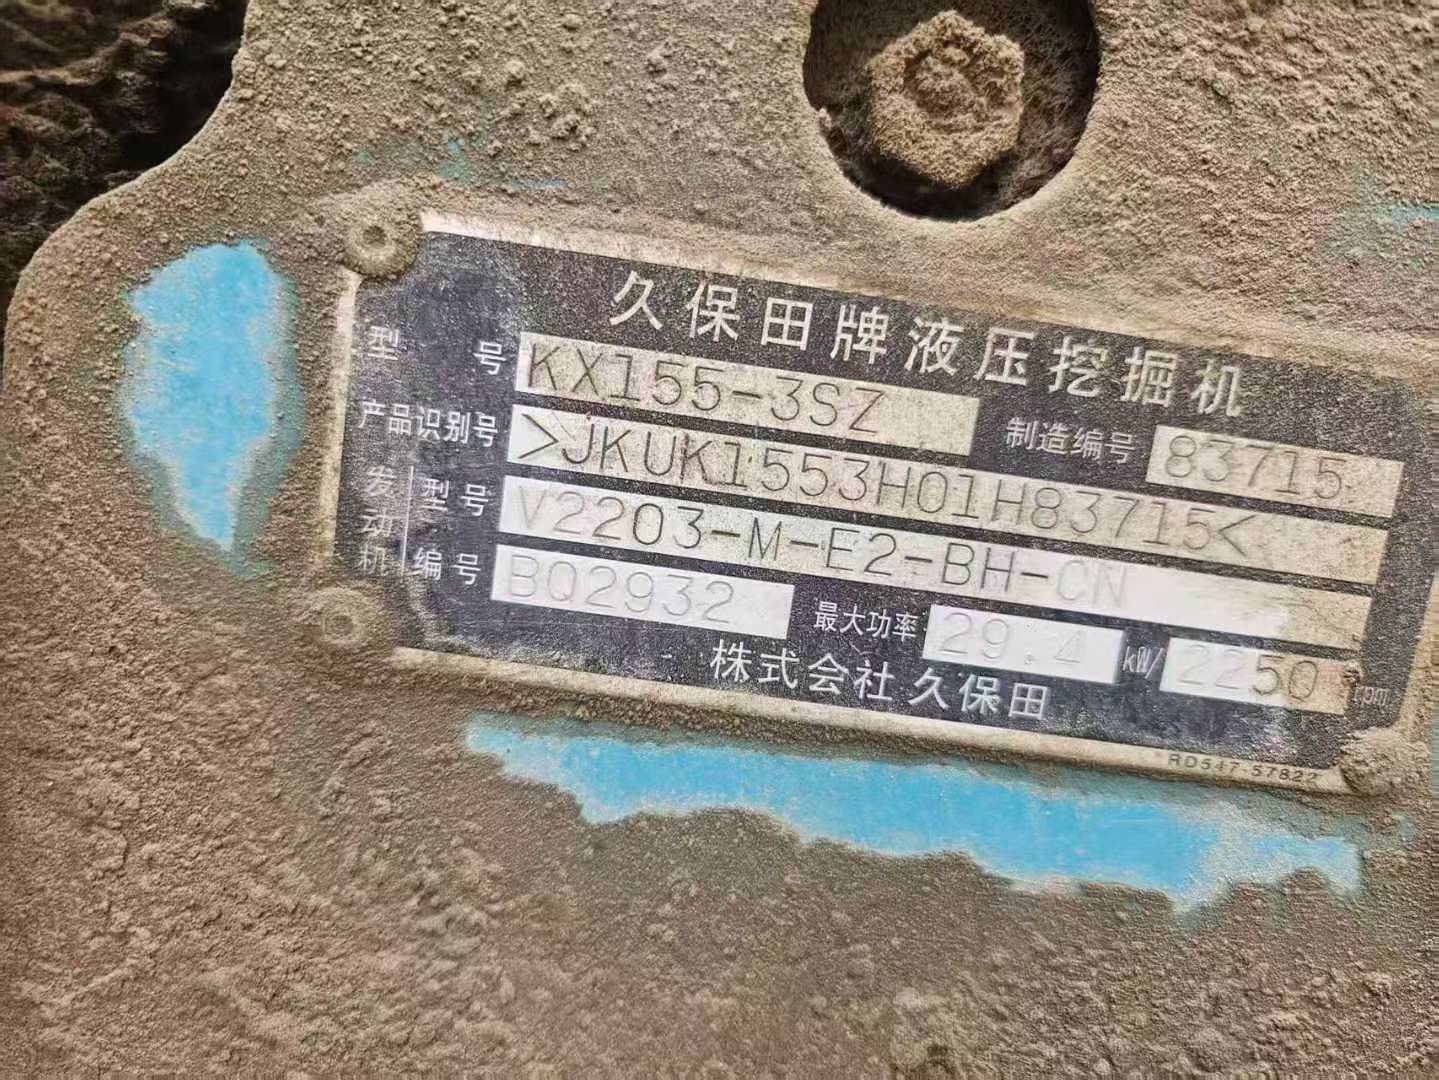 久保田牌液压挖掘机
型 号 KX155-3SZ 制造编号 83715
产品识别号 >JKUK1553H01H83715<
发动机 型号 V2203-M-E2-BH-CN
编号 BQ2932 最大功率 29.4 kW/ 2250 rpm
株式会社 久保田
RD547-57822